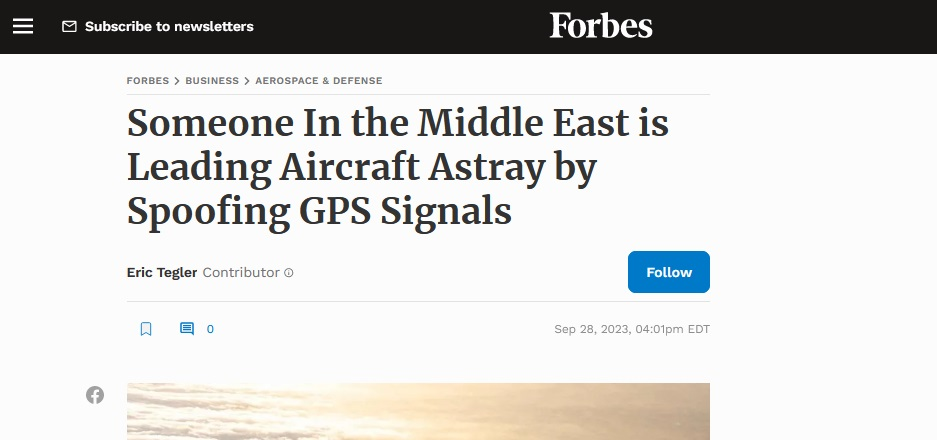 Subscribe to newsletters
Forbes
FORBES > BUSINESS > AEROSPACE & DEFENSE
Someone In the Middle East is
Leading Aircraft Astray by
Spoofing GPS Signals
Eric Tegler Contributor
Follow
0
Sep 28, 2023, 04:01pm EDT